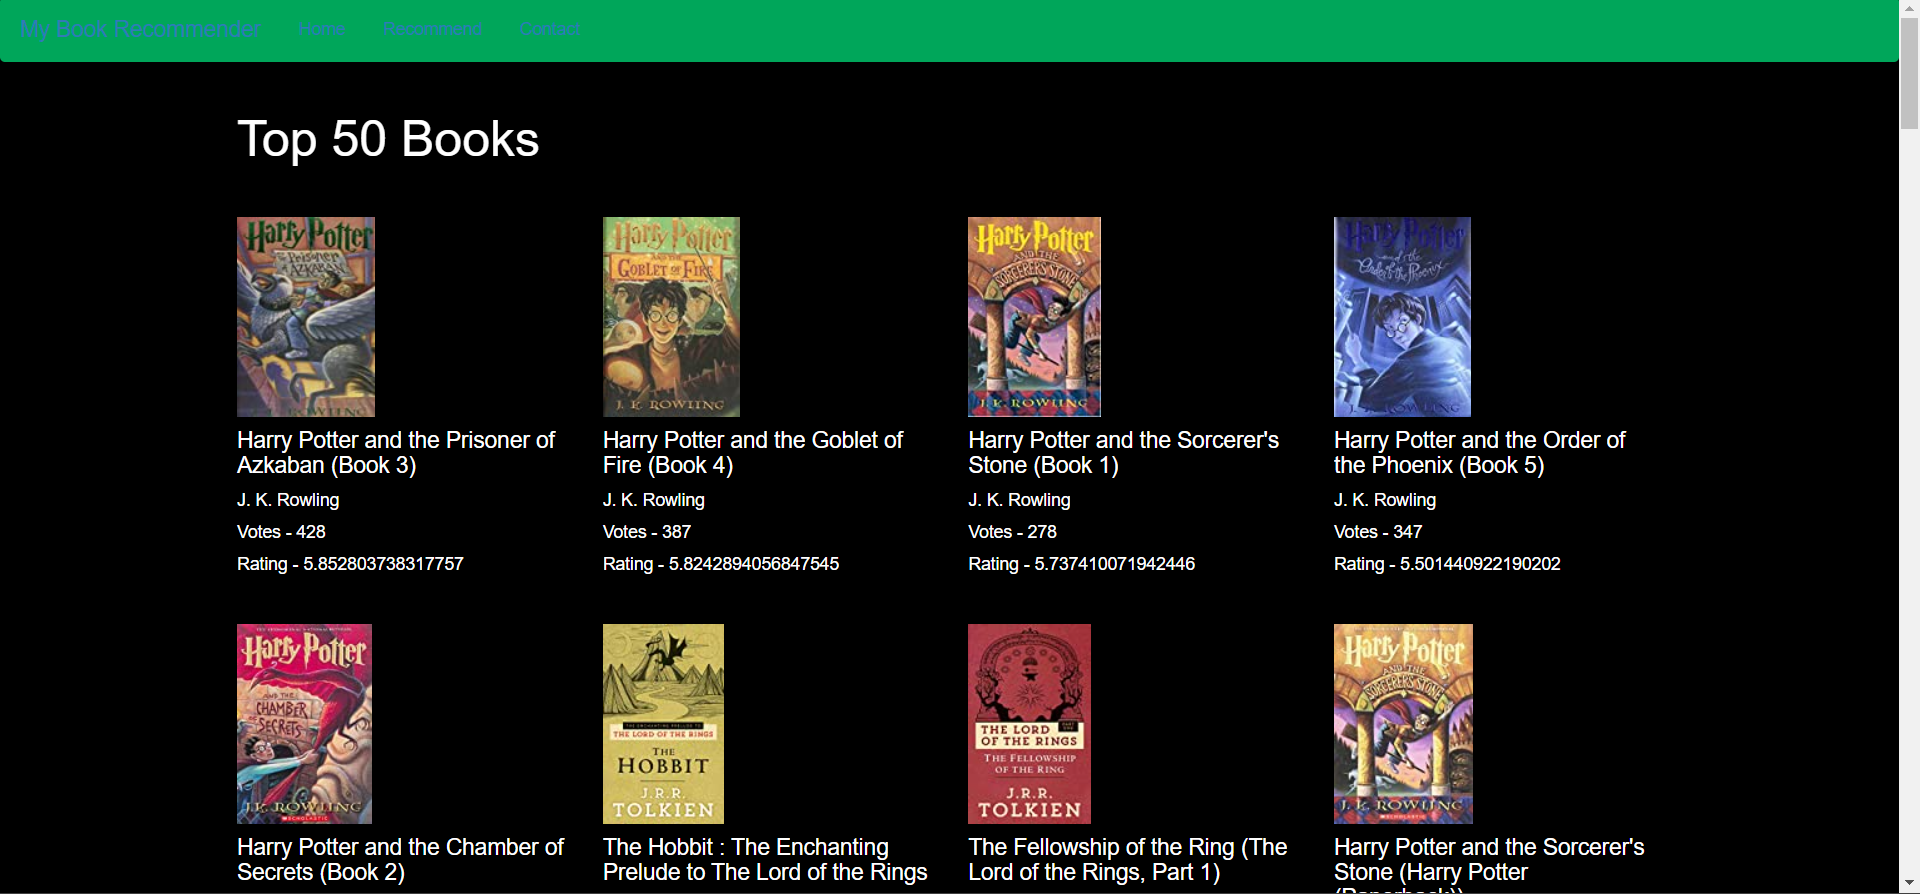 My Book Recommender Home Recommend Contact
Top 50 Books
Harry Potter
The Prisoner
of AZKABAN
J. K. ROWLING
Harry Potter and the Prisoner of
Azkaban (Book 3)
J. K. Rowling
Votes - 428
Rating - 5.852803738317757
Harry Potter
AND THE
GOBLET OF FIRE
J. K. ROWLING
Harry Potter and the Goblet of
Fire (Book 4)
J. K. Rowling
Votes - 387
Rating - 5.8242894056847545
Harry Potter
AND THE
SORCERER'S STONE
J. K. ROWLING
Harry Potter and the Sorcerer's
Stone (Book 1)
J. K. Rowling
Votes - 278
Rating - 5.737410071942446
Harry Potter
and the
Order of the Phoenix
J. K. ROWLING
Harry Potter and the Order of
the Phoenix (Book 5)
J. K. Rowling
Votes - 347
Rating - 5.501440922190202
Harry Potter
AND THE
CHAMBER
OF
SECRETS
J.K. ROWLING
SCHOLASTIC
Harry Potter and the Chamber of
Secrets (Book 2)
THE ENCHANTING PRELUDE TO
THE LORD OF THE RINGS
THE
HOBBIT
J.R.R.
TOLKIEN
The Hobbit : The Enchanting
Prelude to The Lord of the Rings
THE LORD PART ONE
OF THE RINGS
THE FELLOWSHIP
OF THE RING
J.R.R.
TOLKIEN
The Fellowship of the Ring (The
Lord of the Rings, Part 1)
Harry Potter
AND THE
SORCERER'S STONE
J. K. ROWLING
SCHOLASTIC
Harry Potter and the Sorcerer's
Stone (Harry Potter
(Paperback))